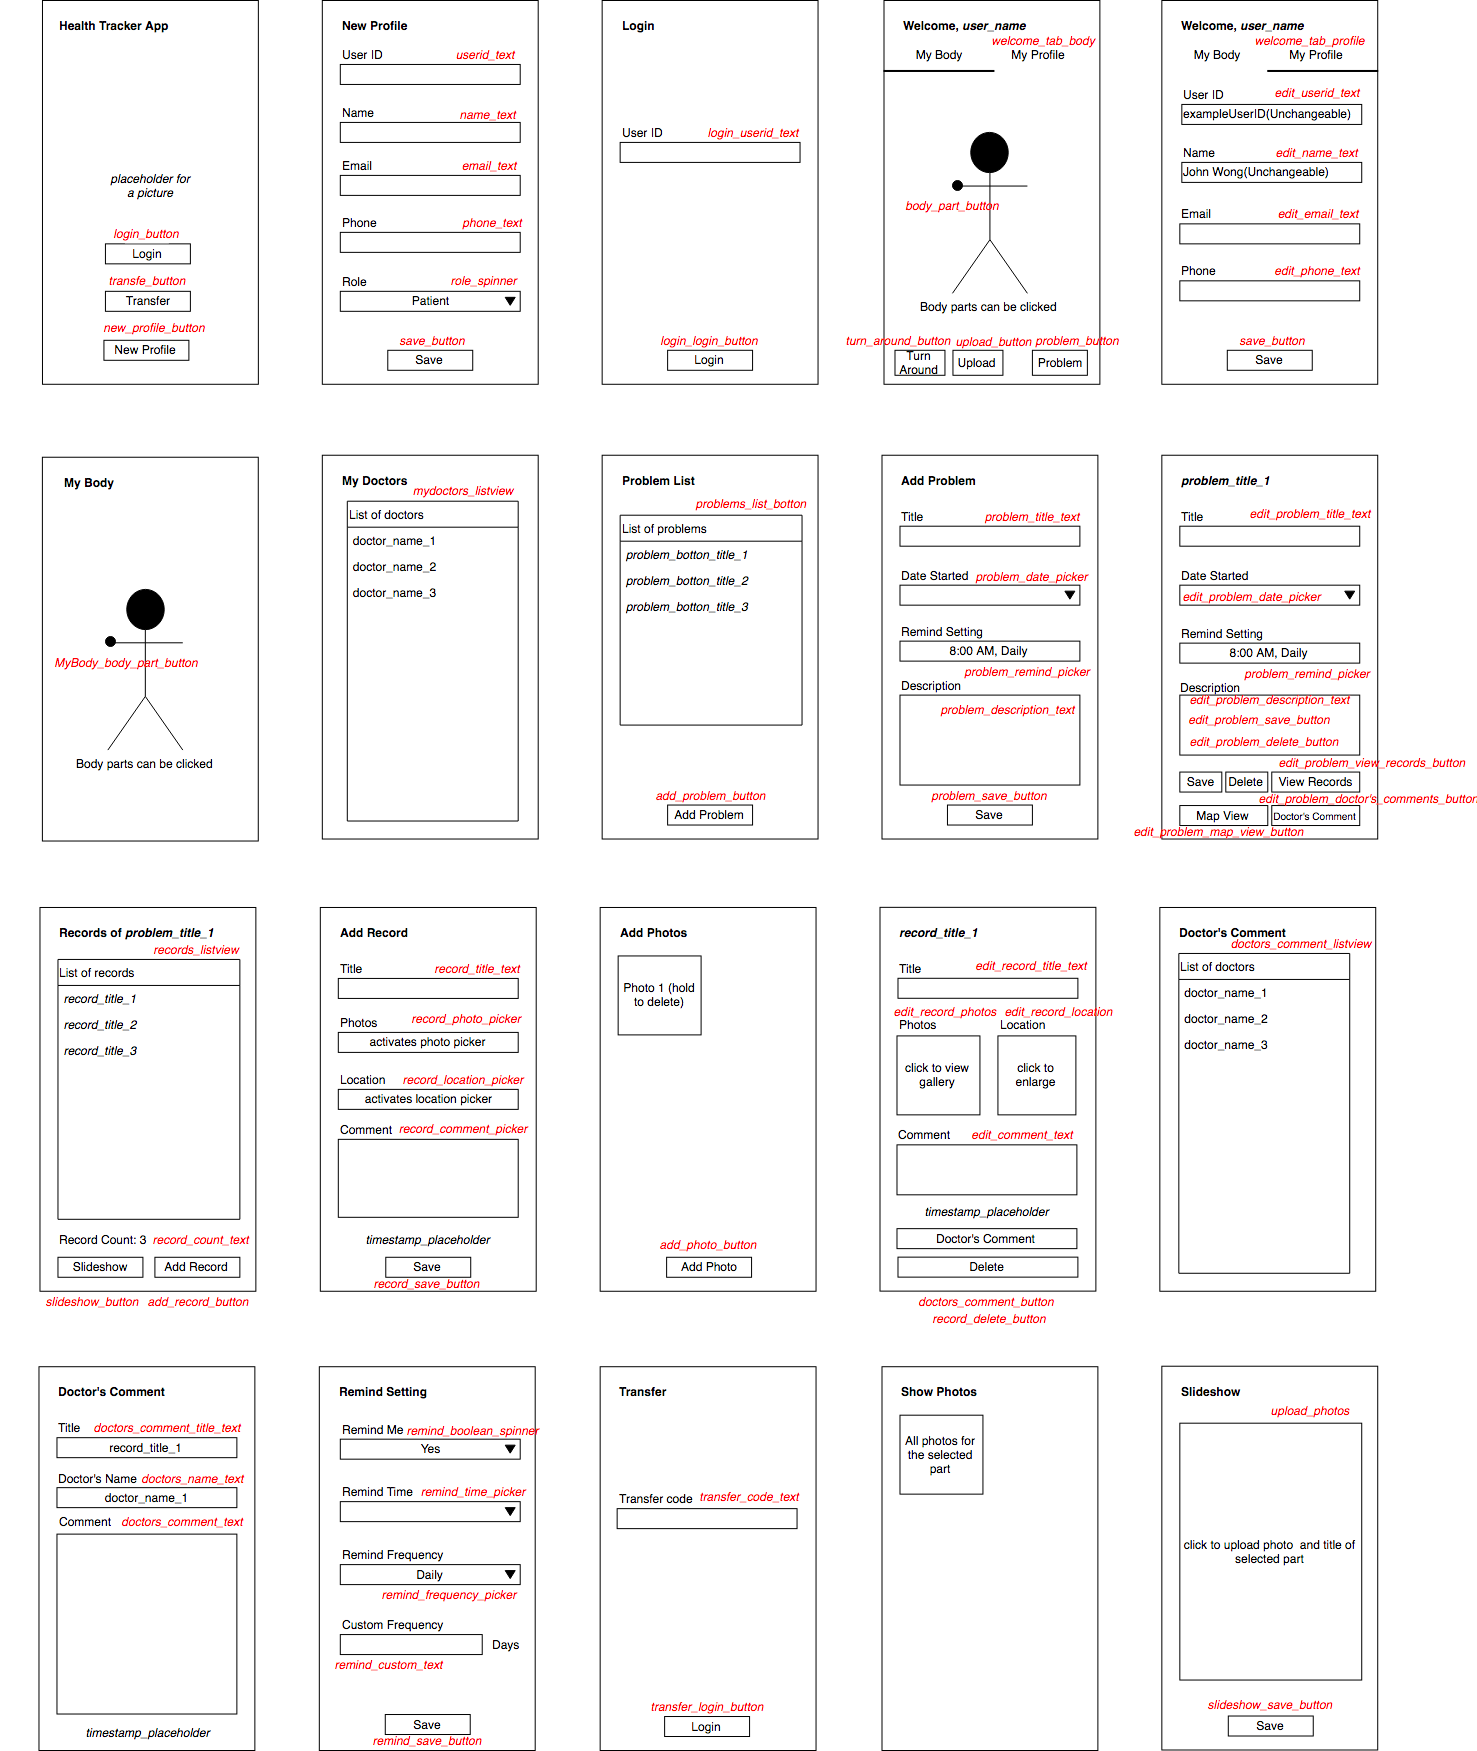 Health Tracker App
placeholder for
a picture
login_button
Login
transfe_button
Transfer
new_profile_button
New Profile
New Profile
User ID userid_text
Name name_text
Email email_text
Phone phone_text
Role role_spinner
Patient
save_button
Save
Login
User ID login_userid_text
login_login_button
Login
Welcome, user_name
welcome_tab_body
My Body My Profile
body_part_button
Body parts can be clicked
turn_around_button upload_button problem_button
Turn
Around
Upload
Problem
Welcome, user_name
welcome_tab_profile
My Body My Profile
User ID edit_userid_text
exampleUserID(Unchangeable)
Name edit_name_text
John Wong(Unchangeable)
Email edit_email_text
Phone edit_phone_text
save_button
Save
My Body
MyBody_body_part_button
Body parts can be clicked
My Doctors
mydoctors_listview
List of doctors
doctor_name_1
doctor_name_2
doctor_name_3
Problem List
problems_list_botton
List of problems
problem_botton_title_1
problem_botton_title_2
problem_botton_title_3
add_problem_button
Add Problem
Add Problem
Title problem_title_text
Date Started problem_date_picker
Remind Setting
8:00 AM, Daily
problem_remind_picker
Description
problem_description_text
problem_save_button
Save
problem_title_1
Title edit_problem_title_text
Date Started
edit_problem_date_picker
Remind Setting
8:00 AM, Daily
problem_remind_picker
Description
edit_problem_description_text
edit_problem_save_button
edit_problem_delete_button
edit_problem_view_records_button
Save Delete View Records
edit_problem_doctor's_comments_button
Map View Doctor's Comment
edit_problem_map_view_button
Records of problem_title_1
records_listview
List of records
record_title_1
record_title_2
record_title_3
Record Count: 3 record_count_text
Slideshow Add Record
slideshow_button add_record_button
Add Record
Title record_title_text
Photos record_photo_picker
activates photo picker
Location record_location_picker
activates location picker
Comment record_comment_picker
timestamp_placeholder
Save
record_save_button
Add Photos
Photo 1 (hold
to delete)
add_photo_button
Add Photo
record_title_1
Title edit_record_title_text
edit_record_photos edit_record_location
Photos Location
click to view
gallery
click to
enlarge
Comment edit_comment_text
timestamp_placeholder
Doctor's Comment
Delete
doctors_comment_button
record_delete_button
Doctor's Comment
doctors_comment_listview
List of doctors
doctor_name_1
doctor_name_2
doctor_name_3
Doctor's Comment
Title doctors_comment_title_text
record_title_1
Doctor's Name doctors_name_text
doctor_name_1
Comment doctors_comment_text
timestamp_placeholder
Remind Setting
Remind Me remind_boolean_spinner
Yes
Remind Time remind_time_picker
Remind Frequency
Daily
remind_frequency_picker
Custom Frequency
Days
remind_custom_text
Save
remind_save_button
Transfer
Transfer code transfer_code_text
transfer_login_button
Login
Show Photos
All photos for
the selected
part
Slideshow
upload_photos
click to upload photo and title of
selected part
slideshow_save_button
Save